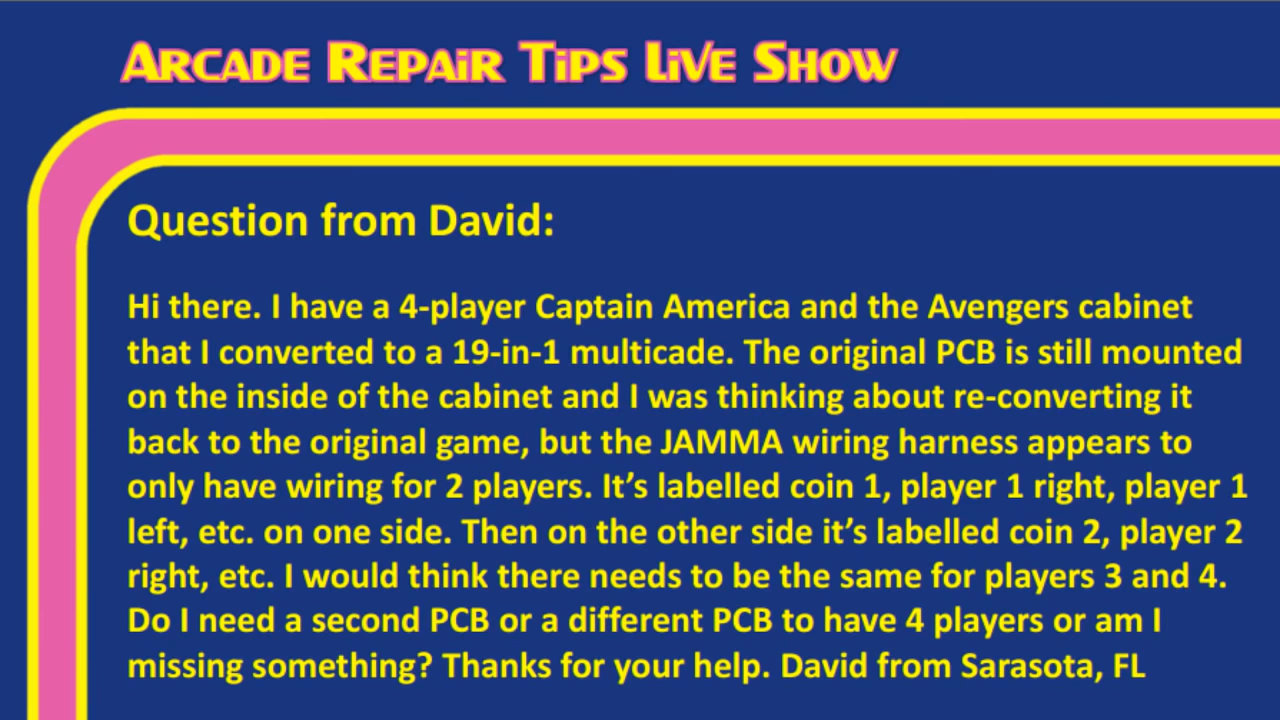 ARCADE REPAIR TIPS LIVE SHOW
Question from David:
Hi there. I have a 4-player Captain America and the Avengers cabinet
that I converted to a 19-in-1 multicade. The original PCB is still mounted
on the inside of the cabinet and I was thinking about re-converting it
back to the original game, but the JAMMA wiring harness appears to
only have wiring for 2 players. It’s labelled coin 1, player 1 right, player 1
left, etc. on one side. Then on the other side it’s labelled coin 2, player 2
right, etc. I would think there needs to be the same for players 3 and 4.
Do I need a second PCB or a different PCB to have 4 players or am I
missing something? Thanks for your help. David from Sarasota, FL